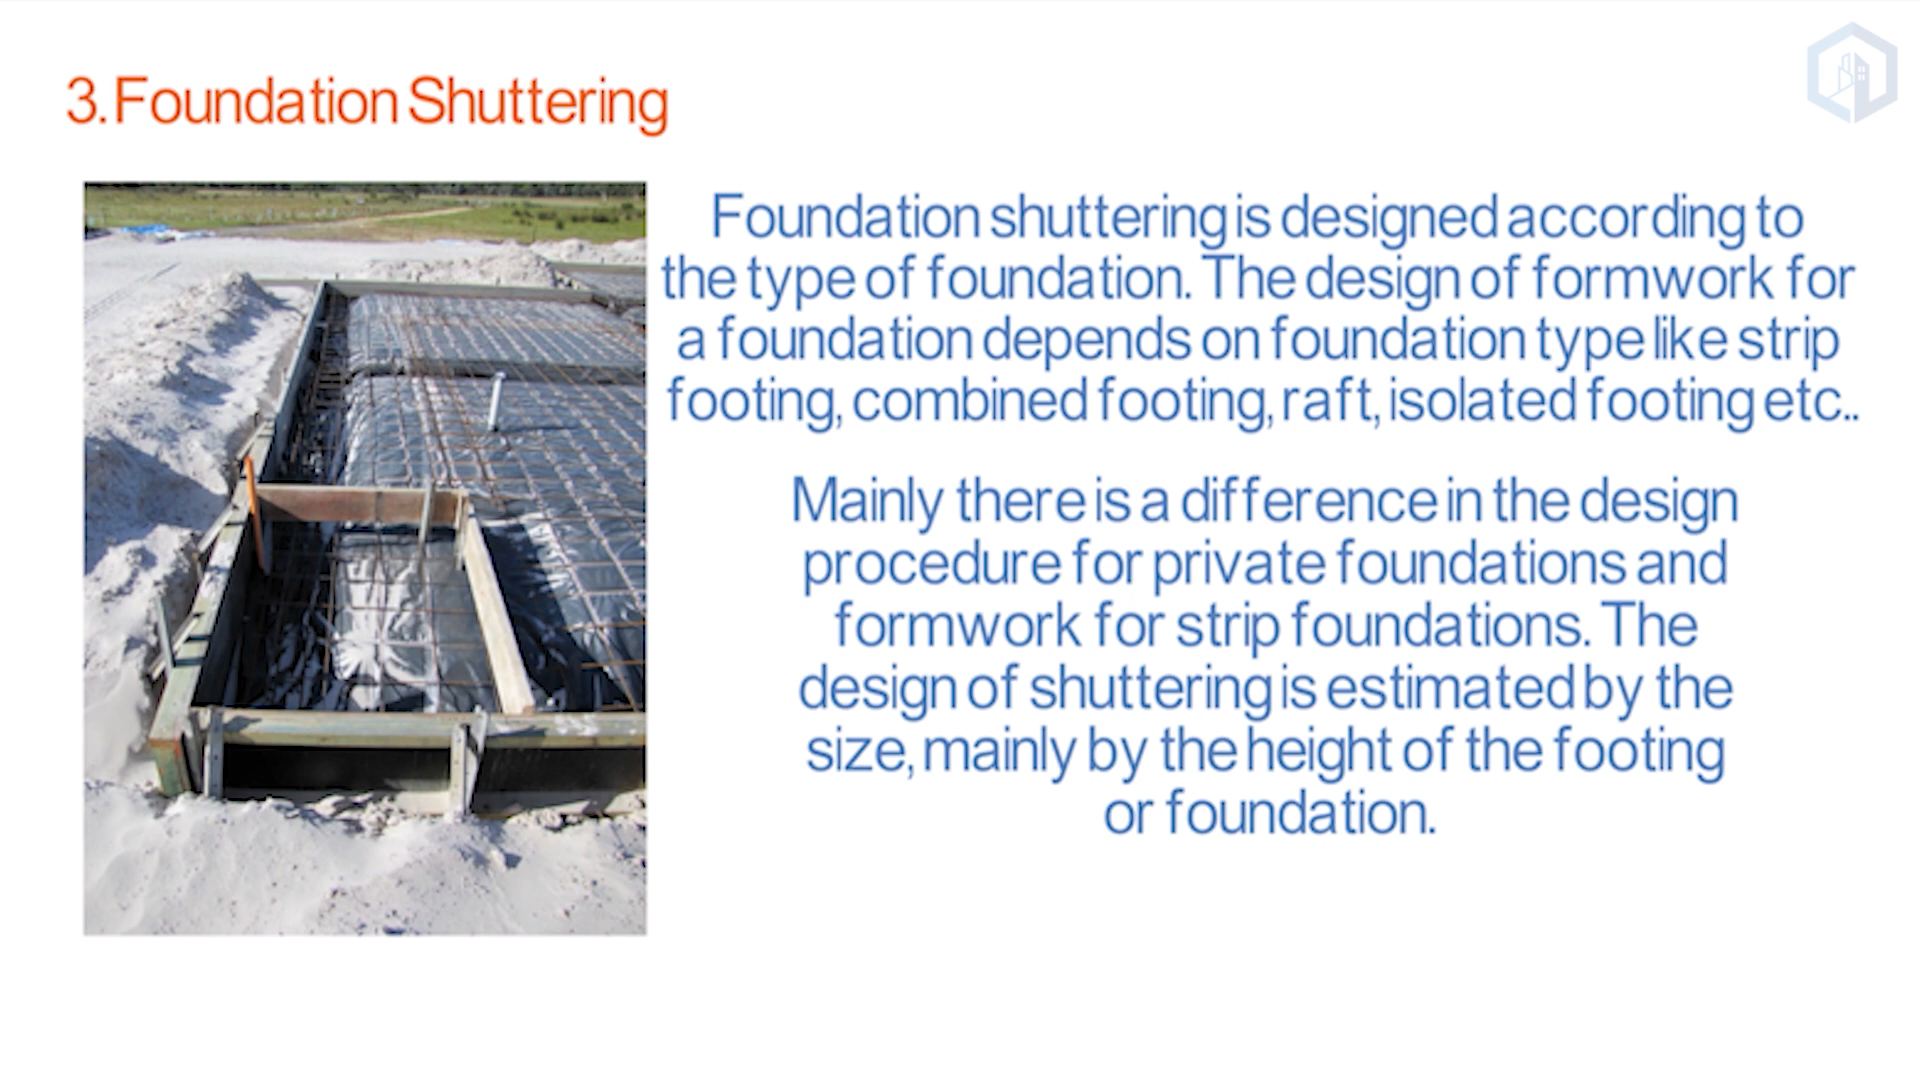 3. Foundation Shuttering
Foundation shuttering is designed according to
the type of foundation. The design of formwork for
a foundation depends on foundation type like strip
footing, combined footing, raft, isolated footing etc..
Mainly there is a difference in the design
procedure for private foundations and
formwork for strip foundations. The
design of shuttering is estimated by the
size, mainly by the height of the footing
or foundation.